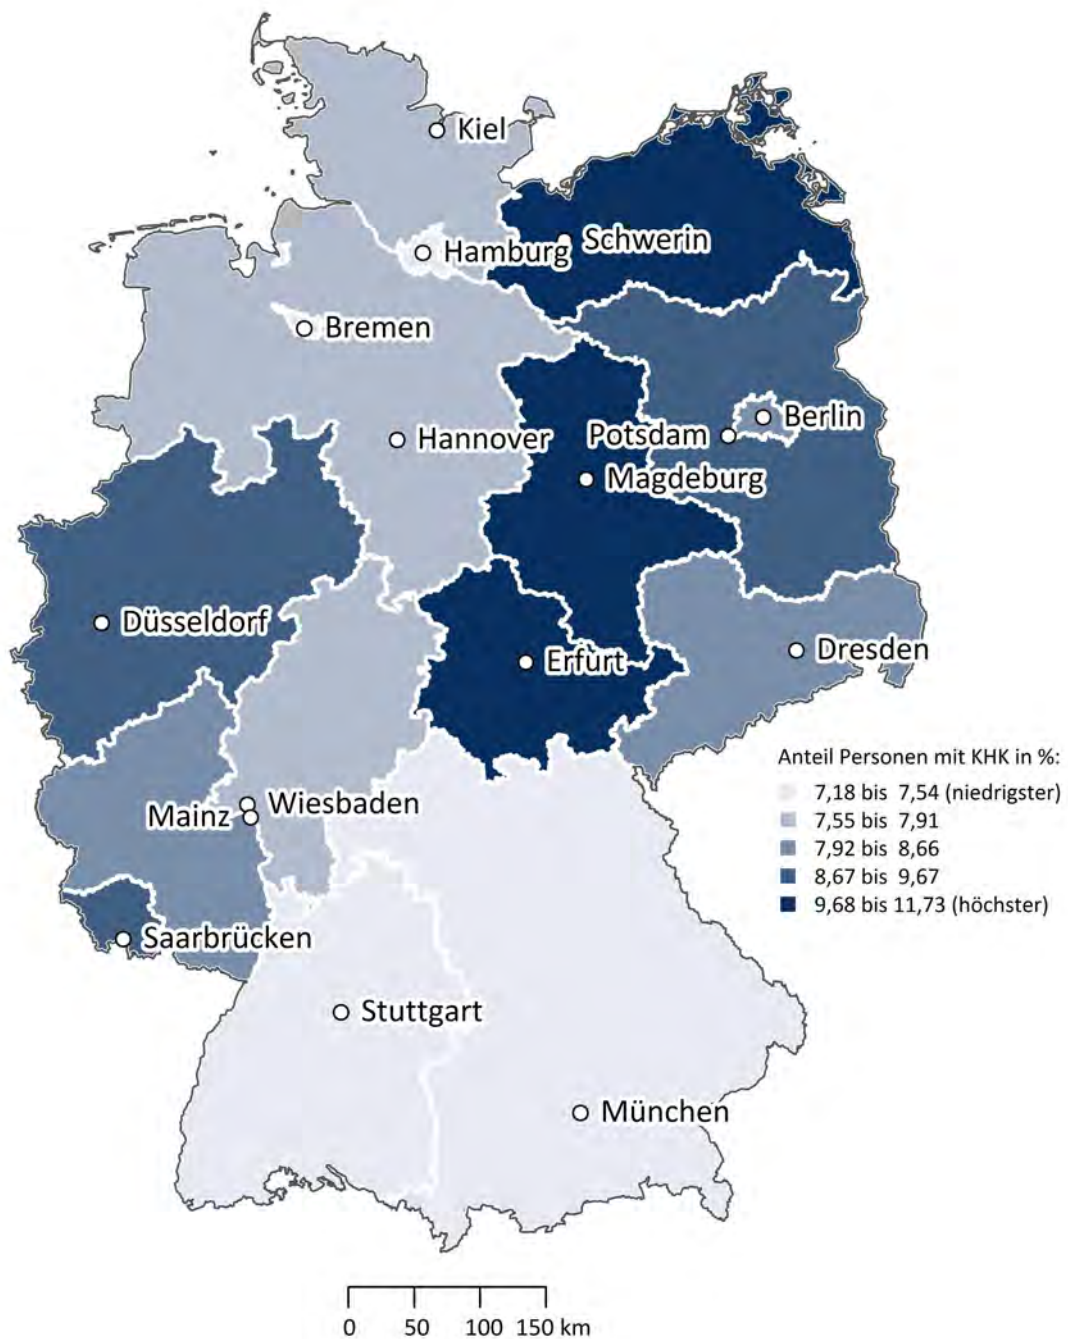 Kiel
Schwerin
Hamburg
Bremen
Berlin
Hannover
Potsdam
Magdeburg
Düsseldorf
Dresden
Erfurt
Anteil Personen mit KHK in %:
7,18 bis 7,54 (niedrigster)
7,55 bis 7,91
7,92 bis 8,66
8,67 bis 9,67
9,68 bis 11,73 (höchster)
Wiesbaden
Mainz
Saarbrücken
Stuttgart
München
0 50 100 150 km